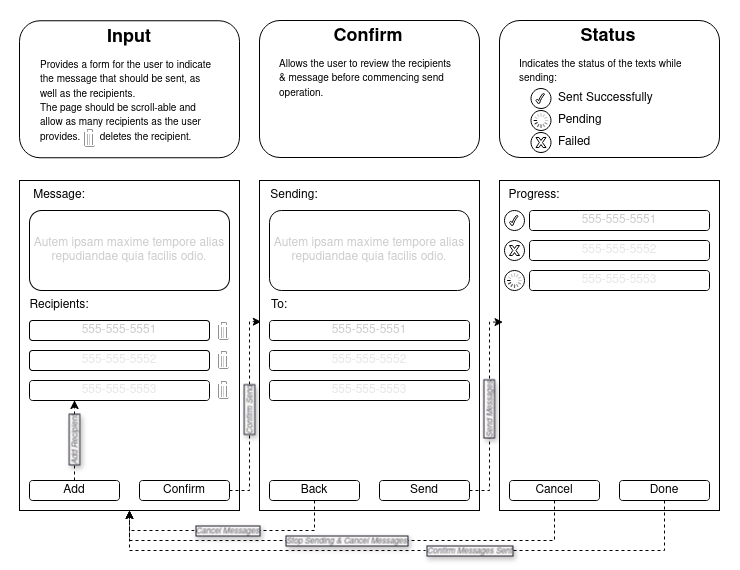 Input
Provides a form for the user to indicate
the message that should be sent, as
well as the recipients.
The page should be scroll-able and
allow as many recipients as the user
provides. deletes the recipient.
Confirm
Allows the user to review the recipients
& message before commencing send
operation.
Status
Indicates the status of the texts while
sending:
Sent Successfully
Pending
Failed
Message:
Autem ipsam maxime tempore alias
repudiandae quia facilis odio.
Recipients:
555-555-5551
555-555-5552
555-555-5553
Add Recipient
Add
Confirm
Confirm Send
Sending:
Autem ipsam maxime tempore alias
repudiandae quia facilis odio.
To:
555-555-5551
555-555-5552
555-555-5553
Back
Send
Send Messages
Progress:
555-555-5551
555-555-5552
555-555-5553
Cancel
Done
Cancel Messages
Stop Sending & Cancel Messages
Confirm Messages Sent